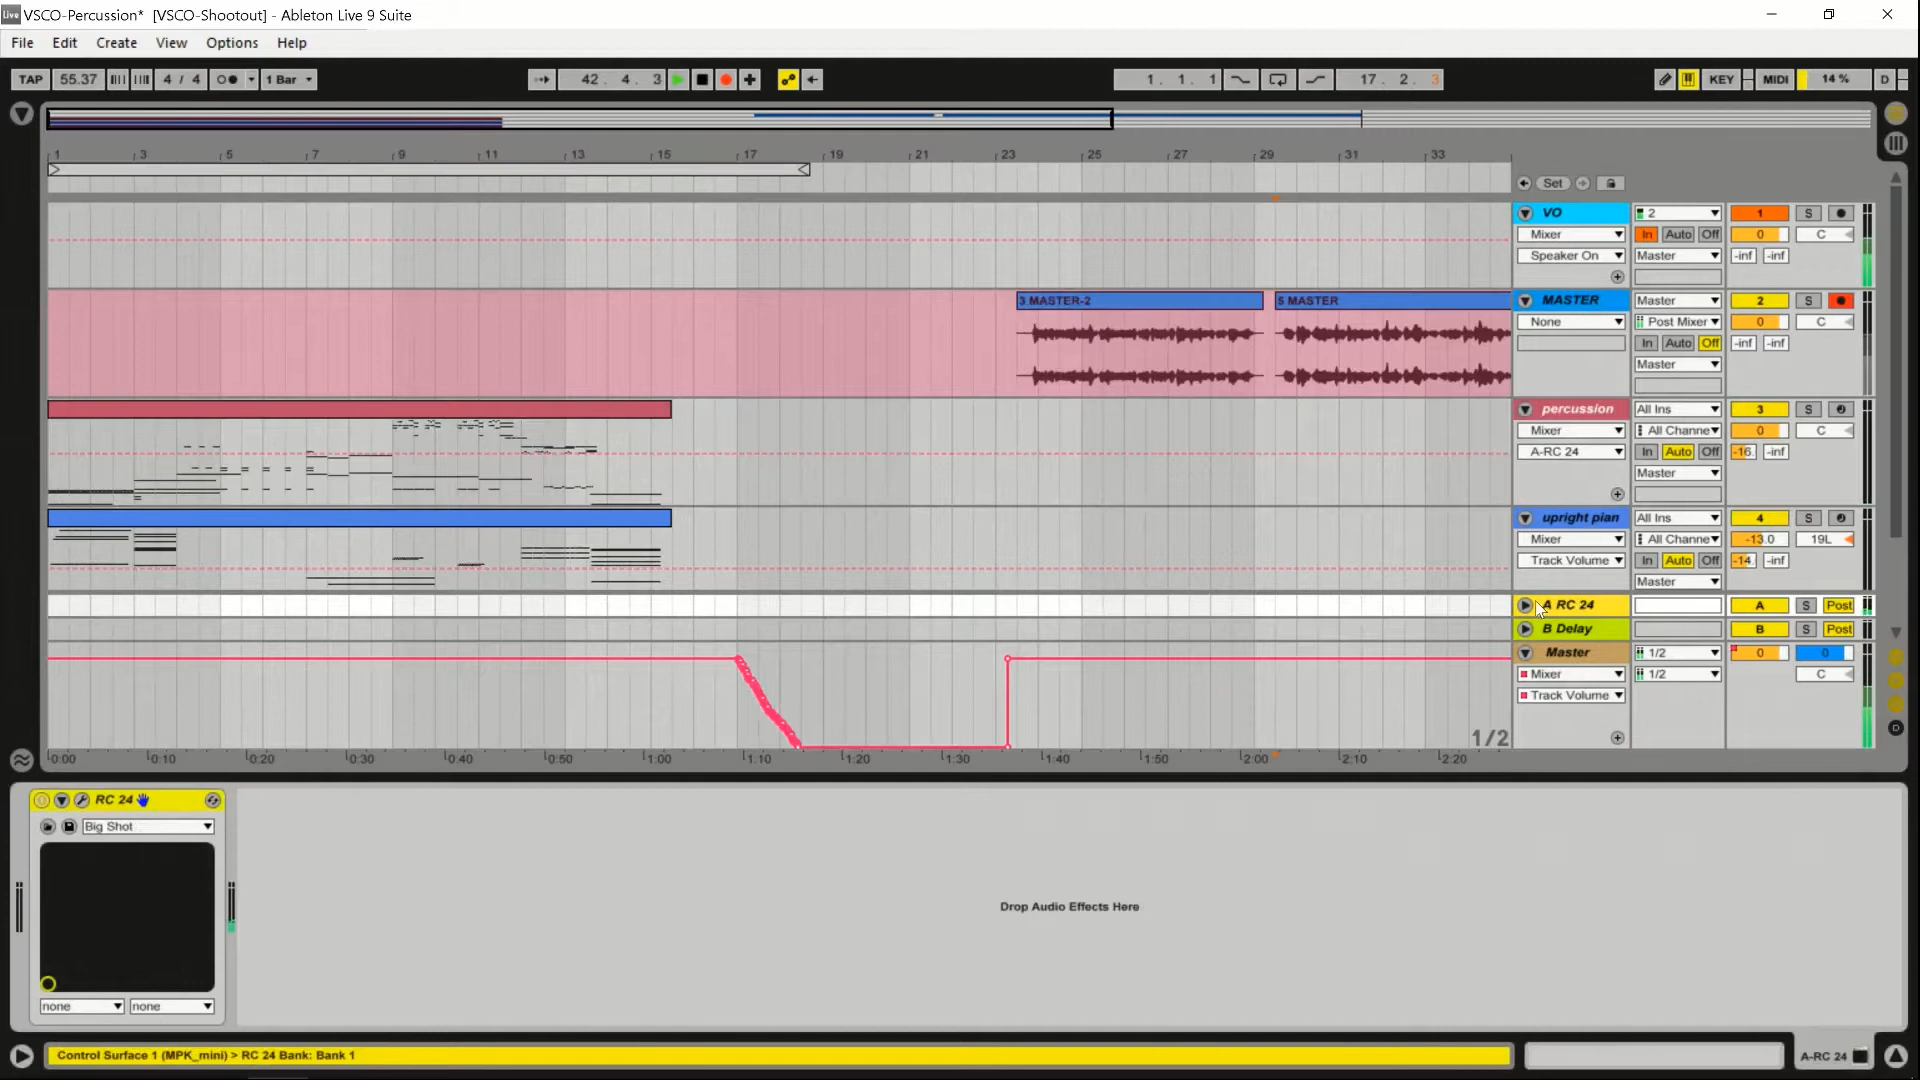 Live VSCO-Percussion* [VSCO-Shootout] - Ableton Live 9 Suite
File Edit Create View Options Help
TAP 55.37 4 / 4 1 Bar 42 . 4 . 3 1 . 1 . 1 17 . 2 . 3 KEY MIDI 14 % D
1 3 5 7 9 11 13 15 17 19 21 23 25 27 29 31 33
Set
VO 2 1 S
Mixer In Auto Off 0 C
Speaker On Master -inf -inf
3 MASTER-2 5 MASTER MASTER Master 2 S
None Post Mixer 0 C
In Auto Off -inf -inf
Master
percussion All Ins 3 S
Mixer All Channe 0 C
A-RC 24 In Auto Off -16. -inf
Master
upright pian All Ins 4 S
Mixer All Channe -13.0 19L
Track Volume In Auto Off -14. -inf
Master
A RC 24 A S Post
B Delay B S Post
Master 1/2 0 0
Mixer 1/2 C
Track Volume
1/2
0:00 0:10 0:20 0:30 0:40 0:50 1:00 1:10 1:20 1:30 1:40 1:50 2:00 2:10 2:20
D
RC 24
Big Shot
Drop Audio Effects Here
none none
Control Surface 1 (MPK_mini) > RC 24 Bank: Bank 1
A-RC 24